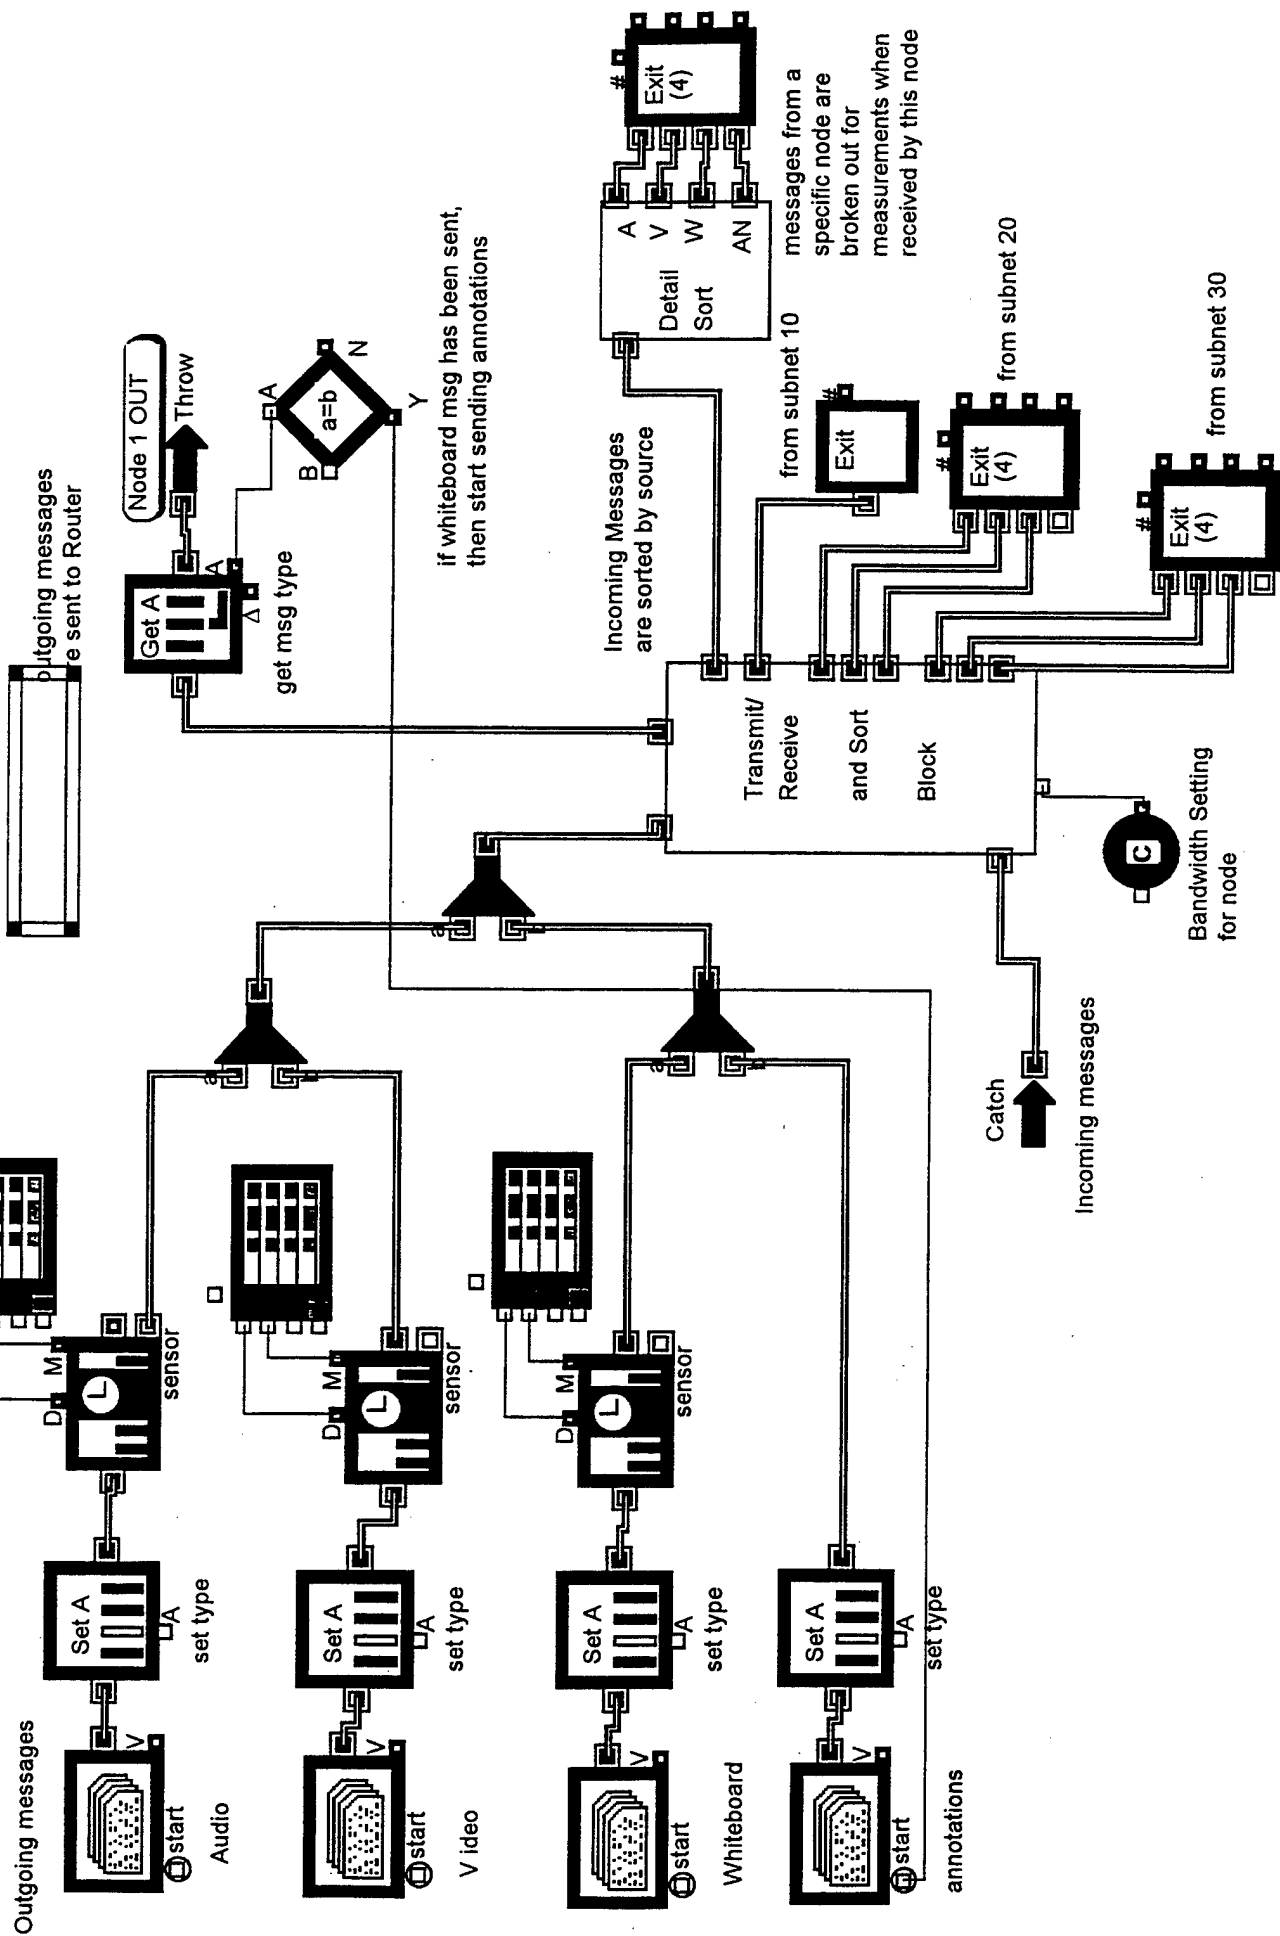 Outgoing messages
start
V
Audio
Set A
A
set type
D
M
L
sensor
a
b
start
V
V ideo
Set A
A
set type
D
M
L
sensor
start
V
Whiteboard
Set A
A
set type
D
M
L
sensor
a
b
start
V
annotations
Set A
A
set type
a
b
utgoing messages
e sent to Router
Get A
A
Δ
get msg type
Node 1 OUT
Throw
A
B
a=b
N
Y
if whiteboard msg has been sent,
then start sending annotations
Catch
Incoming messages
C
Bandwidth Setting
for node
Transmit/
Receive
and Sort
Block
Incoming Messages
are sorted by source
Detail
Sort
A
V
W
AN
#
Exit
(4)
messages from a
specific node are
broken out for
measurements when
received by this node
from subnet 10
#
Exit
from subnet 20
#
Exit
(4)
from subnet 30
#
Exit
(4)